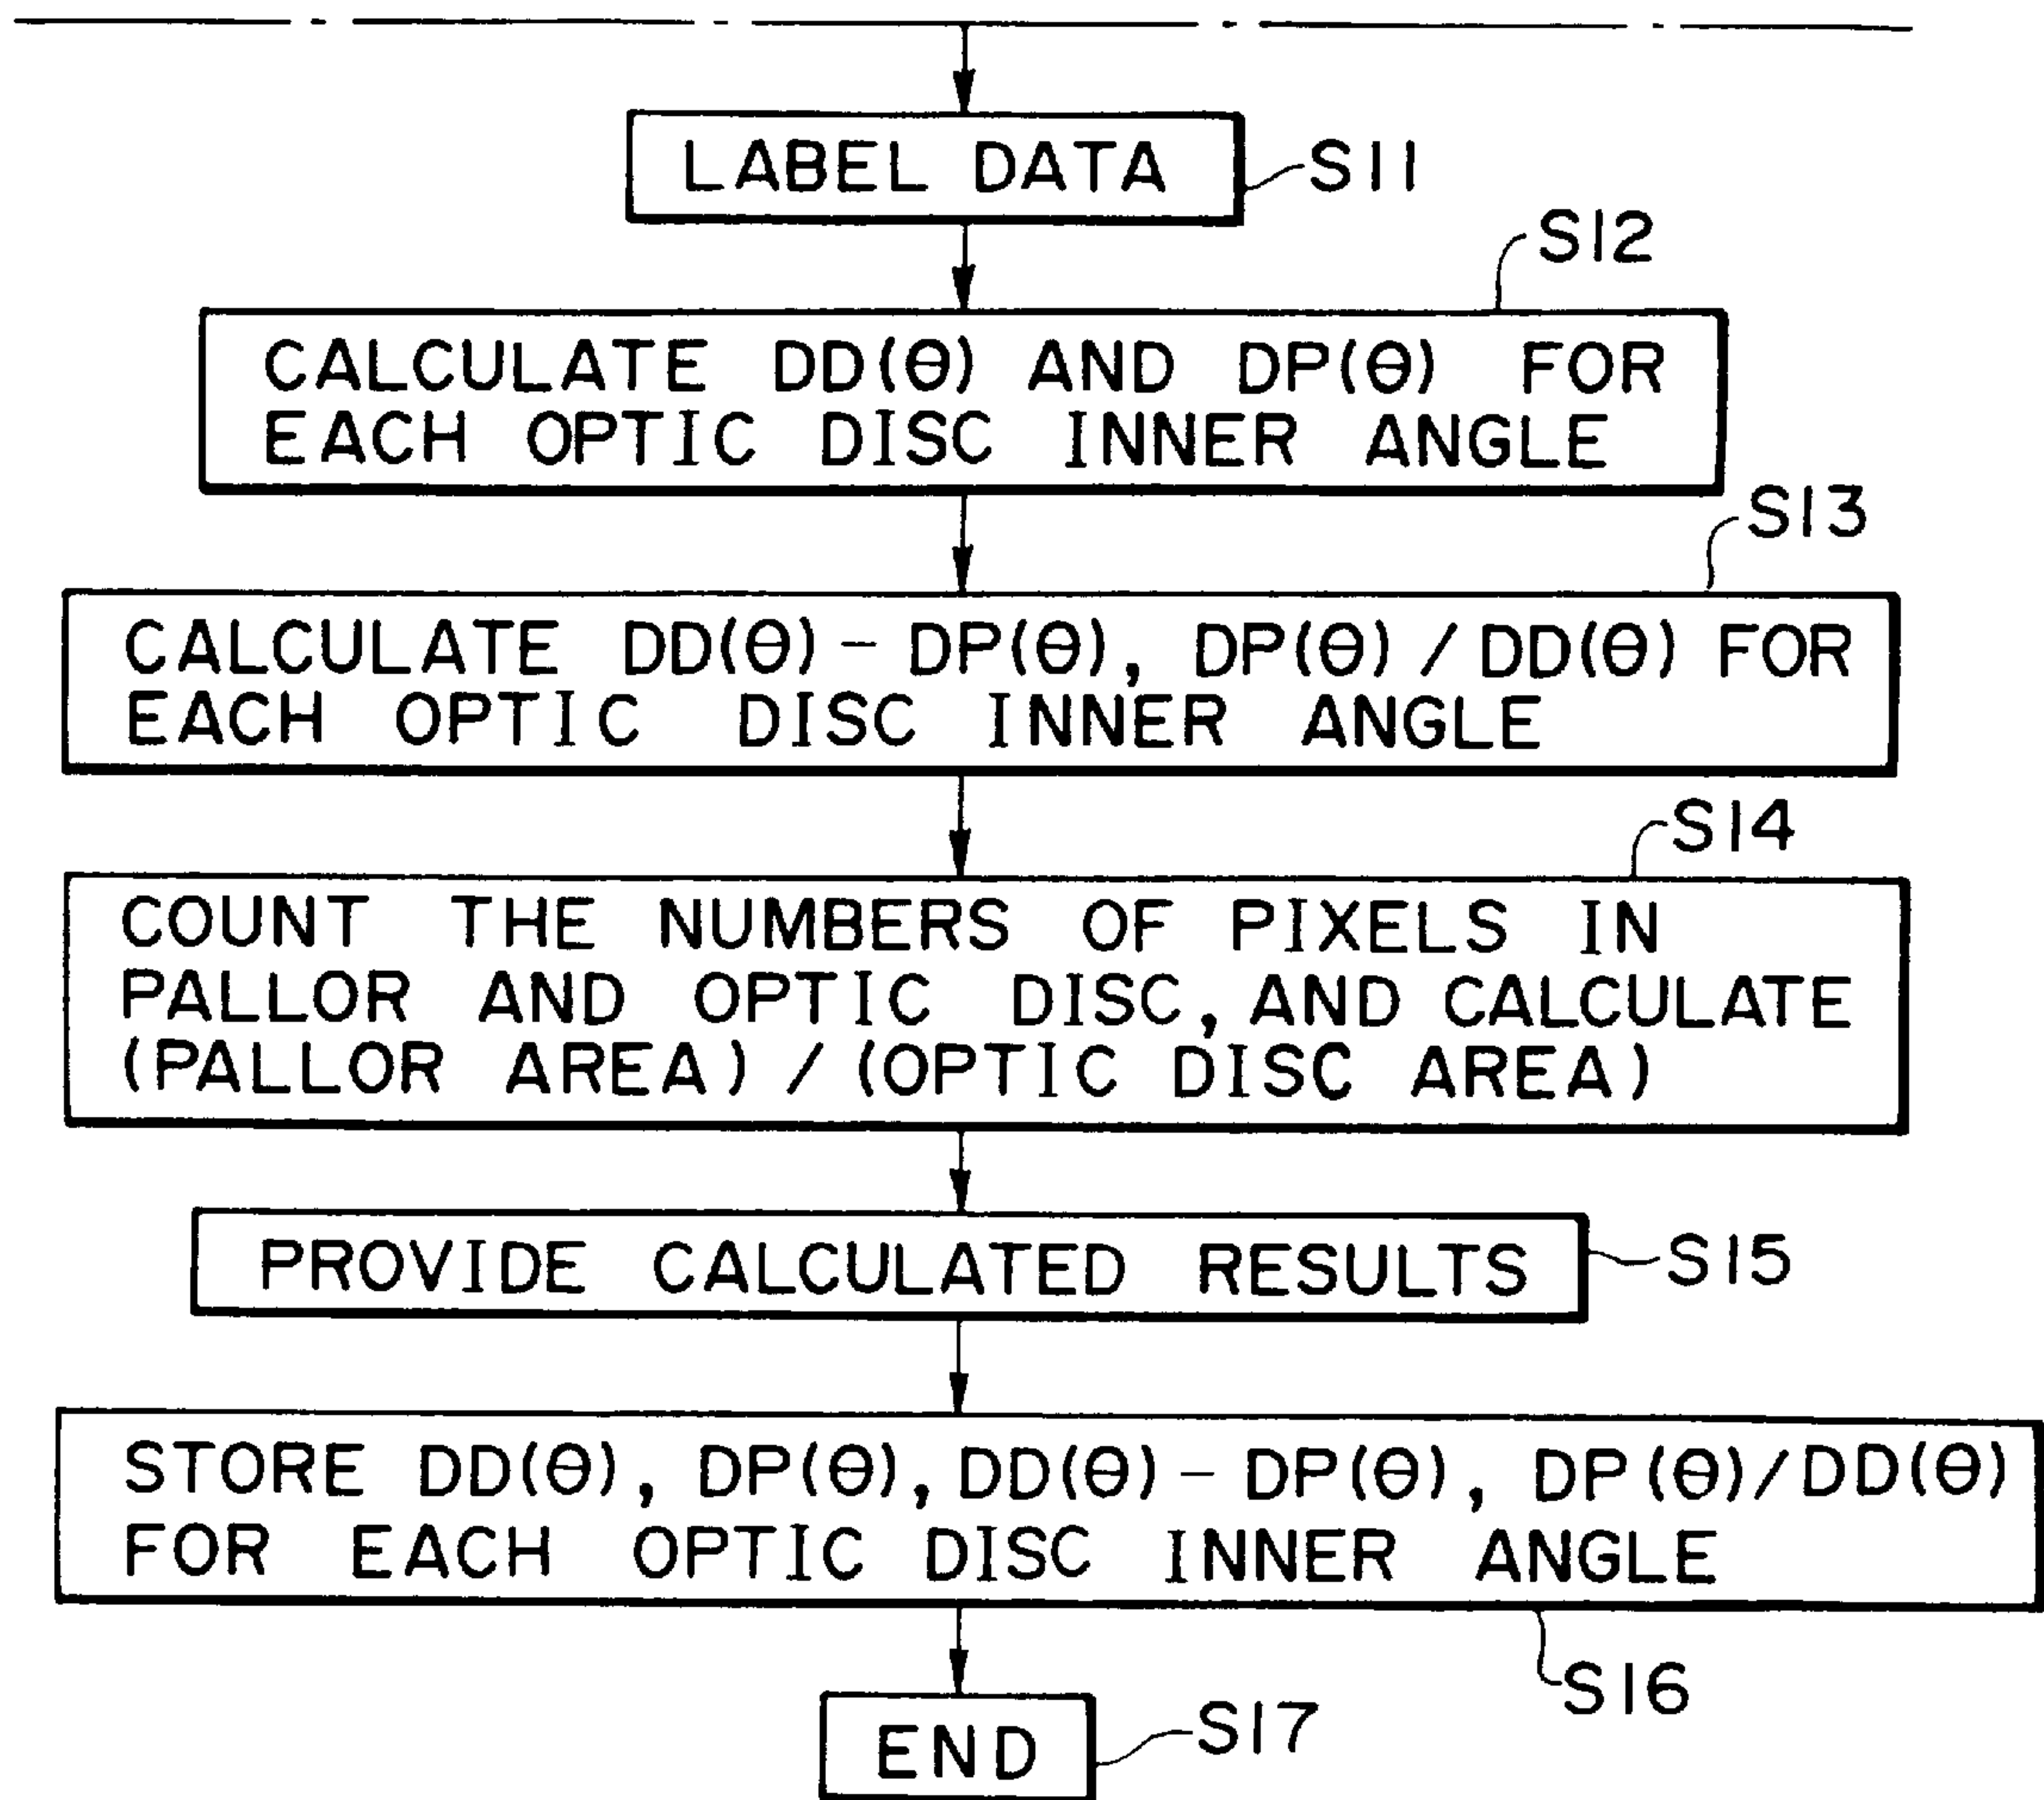 LABEL DATA
S11
S12
CALCULATE DD(Θ) AND DP(Θ) FOR
EACH OPTIC DISC INNER ANGLE
S13
CALCULATE DD(Θ) – DP(Θ), DP(Θ) / DD(Θ) FOR
EACH OPTIC DISC INNER ANGLE
S14
COUNT THE NUMBERS OF PIXELS IN
PALLOR AND OPTIC DISC, AND CALCULATE
(PALLOR AREA) / (OPTIC DISC AREA)
PROVIDE CALCULATED RESULTS
S15
STORE DD(Θ), DP(Θ), DD(Θ) – DP(Θ), DP(Θ)/DD(Θ)
FOR EACH OPTIC DISC INNER ANGLE
S16
END
S17